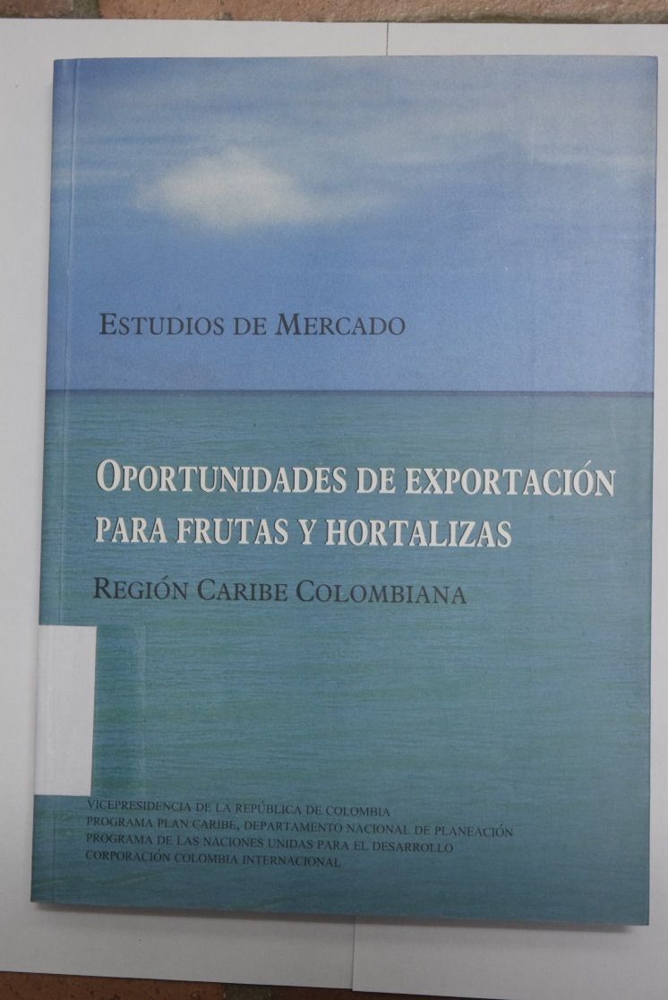 ESTUDIOS DE MERCADO
OPORTUNIDADES DE EXPORTACIÓN
PARA FRUTAS Y HORTALIZAS
REGIÓN CARIBE COLOMBIANA
VICEPRESIDENCIA DE LA REPÚBLICA DE COLOMBIA
PROGRAMA PLAN CARIBE, DEPARTAMENTO NACIONAL DE PLANEACIÓN
PROGRAMA DE LAS NACIONES UNIDAS PARA EL DESARROLLO
CORPORACIÓN COLOMBIA INTERNACIONAL